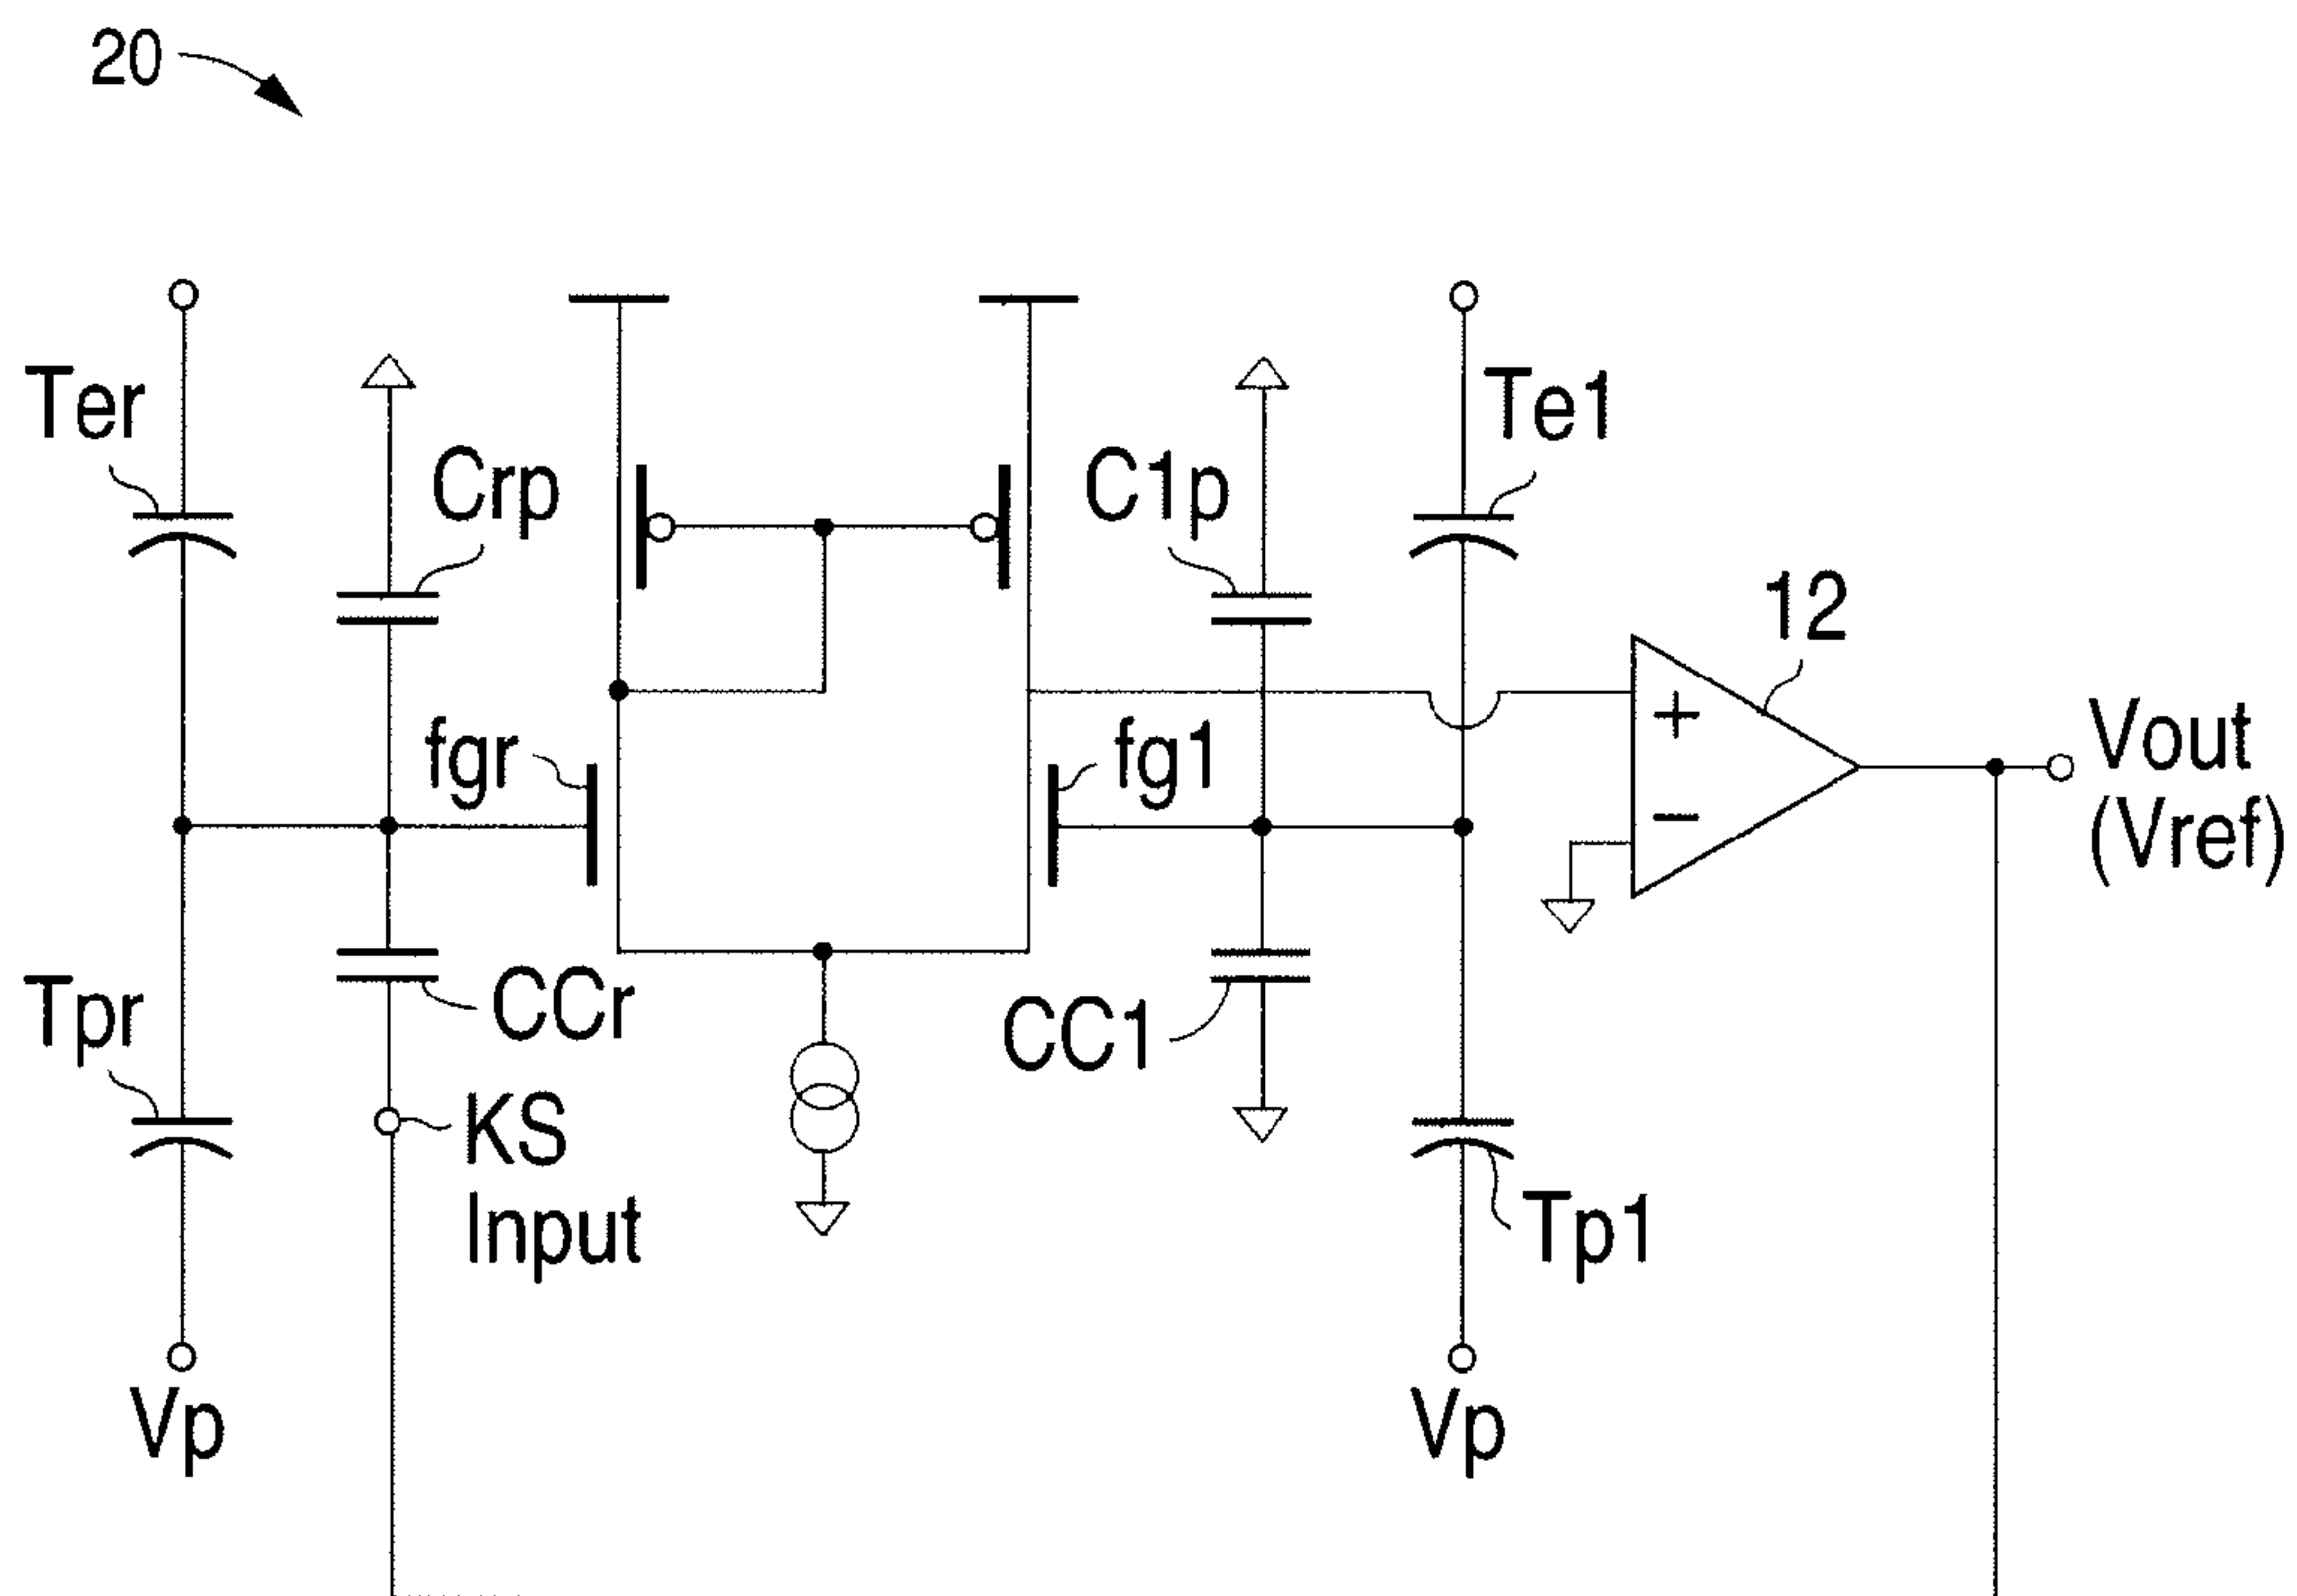 20
Ter
Crp
C1p
Te1
12
fgr
fg1
+
−
Vout
(Vref)
Tpr
CCr
CC1
KS
Input
Tp1
Vp
Vp